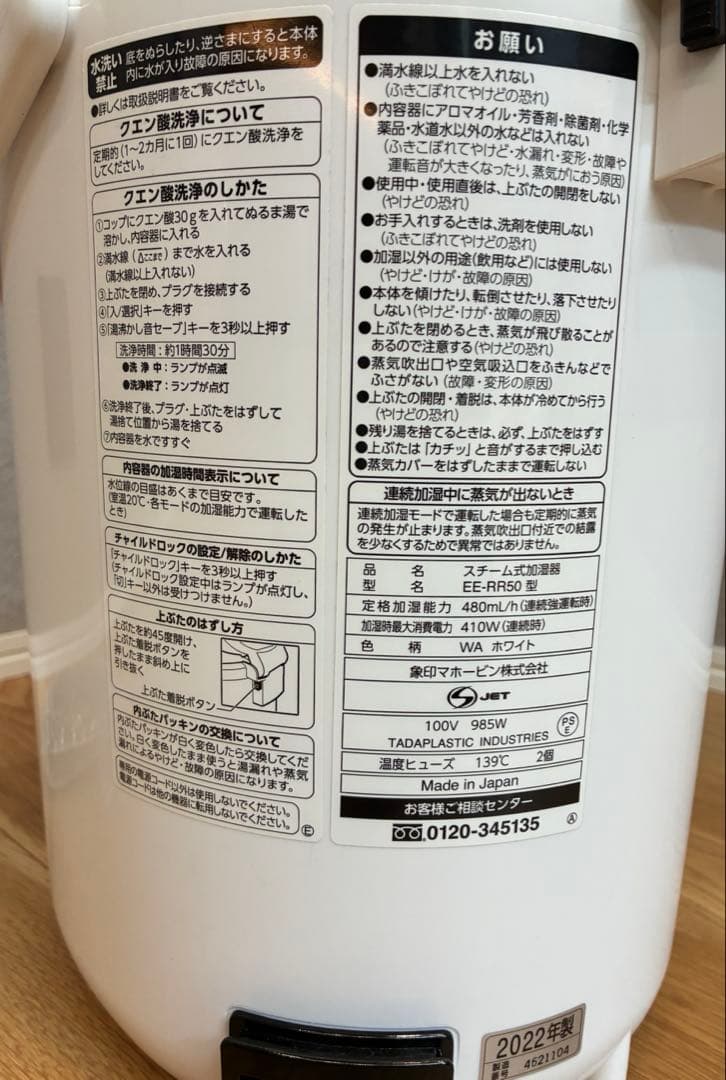 水洗い禁止
底をぬらしたり、逆さまにすると本体
内に水が入り故障の原因になります。
●詳しくは取扱説明書をご覧ください。
クエン酸洗浄について
定期的(1~2カ月に1回)にクエン酸洗浄を
してください。
クエン酸洗浄のしかた
①コップにクエン酸30gを入れてぬるま湯で
溶かし、内容器に入れる
②満水線(△ここまで)まで水を入れる
(満水線以上入れない)
③上ぶたを閉め、プラグを接続する
④「入/選択」キーを押す
⑤「湯沸かし音セーブ」キーを3秒以上押す
洗浄時間:約1時間30分
●洗 浄 中:ランプが点滅
●洗浄終了:ランプが点灯
⑥洗浄終了後、プラグ・上ぶたをはずして
湯捨て位置から湯を捨てる
⑦内容器を水ですすぐ
内容器の加湿時間表示について
水位線の目盛はあくまで目安です。
(室温20℃・各モードの加湿能力で運転した
とき)
チャイルドロックの設定/解除のしかた
「チャイルドロック」キーを3秒以上押す
(チャイルドロック設定中はランプが点灯し、
「切」キー以外は受けつけません。)
上ぶたのはずし方
上ぶたを約45度開け、
上ぶた着脱ボタンを
押したまま斜め上に
引き抜く
上ぶた着脱ボタン
内ぶたパッキンの交換について
内ぶたパッキンが白く変色したら交換してくだ
さい。白く変色したまま使うと湯漏れや蒸気
漏れによるやけど・故障の原因になります。
専用の電源コード以外は使用しないでください。
電源コードは他の機器に転用しないでください。
Ⓔ
お願い
●満水線以上水を入れない
(ふきこぼれてやけどの恐れ)
●内容器にアロマオイル・芳香剤・除菌剤・化学
薬品・水道水以外の水などは入れない
(ふきこぼれてやけど・水漏れ・変形・故障や
運転音が大きくなったり、蒸気がにおう原因)
●使用中・使用直後は、上ぶたの開閉をしない
(やけどの恐れ)
●お手入れするときは、洗剤を使用しない
(ふきこぼれてやけどの恐れ)
●加湿以外の用途(飲用など)には使用しない
(やけど・けが・故障の原因)
●本体を傾けたり、転倒させたり、落下させたり
しない(やけど・けが・故障の原因)
●上ぶたを閉めるとき、蒸気が飛び散ることが
あるので注意する(やけどの恐れ)
●蒸気吹出口や空気吸込口をふきんなどで
ふさがない(故障・変形の原因)
●上ぶたの開閉・着脱は、本体が冷めてから行う
(やけどの恐れ)
●残り湯を捨てるときは、必ず、上ぶたをはずす
●上ぶたは「カチッ」と音がするまで押し込む
●蒸気カバーをはずしたままで運転しない
連続加湿中に蒸気が出ないとき
連続加湿モードで運転した場合も定期的に蒸気
の発生が止まります。蒸気吹出口付近での結露
を少なくするためで異常ではありません。
品 名 スチーム式加湿器
型 名 EE-RR50 型
定格加湿能力 480mL/h(連続強運転時)
加湿時最大消費電力 410W(連続時)
色 柄 WA ホワイト
象印マホービン株式会社
JET
100V 985W
PSE
TADAPLASTIC INDUSTRIES
温度ヒューズ 139℃ 2個
Made in Japan
お客様ご相談センター
0120-345135
Ⓐ
2022年製
製造番号 4621104